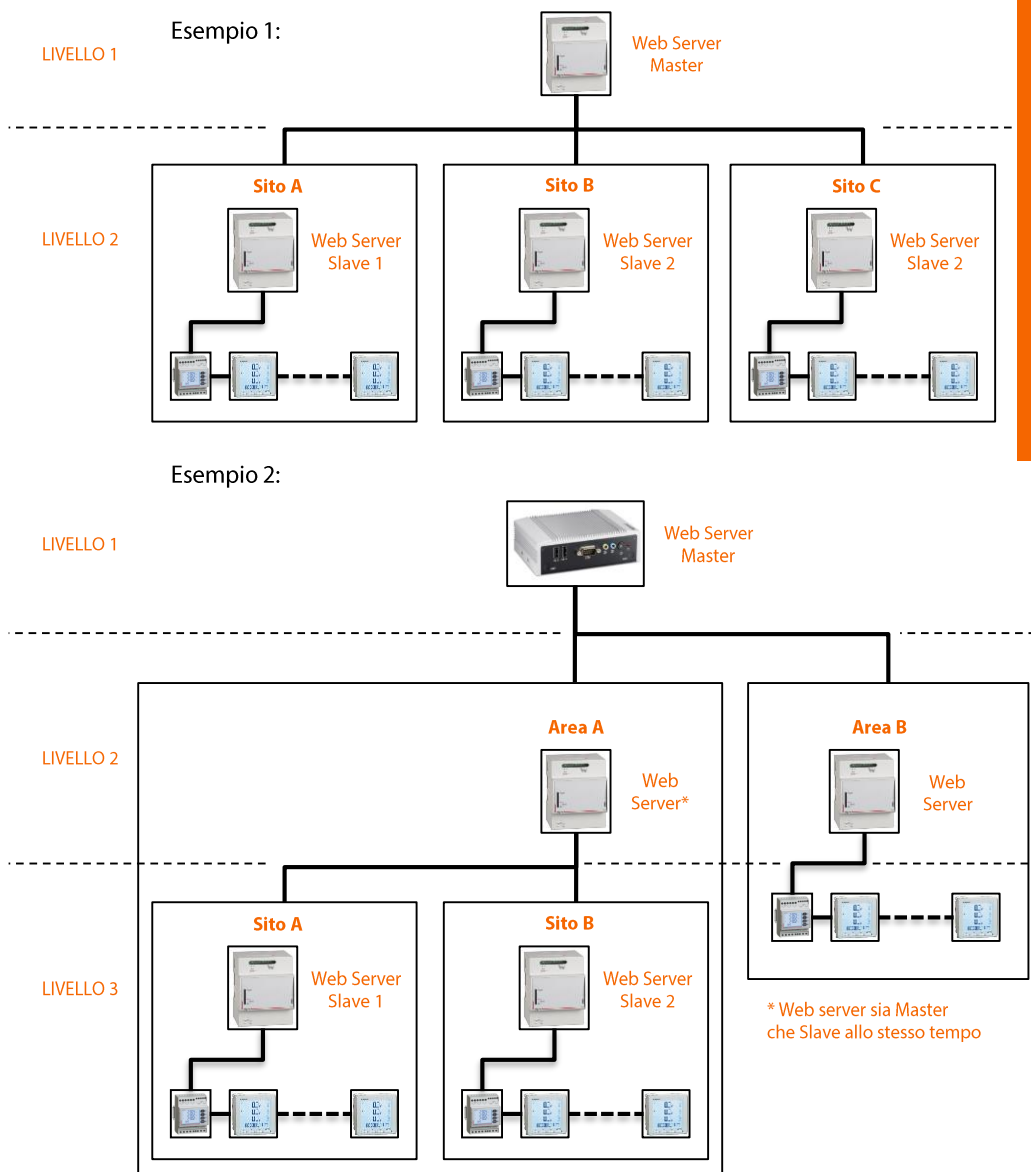 Esempio 1:
LIVELLO 1
Web Server
Master
Sito A
Sito B
Sito C
LIVELLO 2
Web Server
Slave 1
Web Server
Slave 2
Web Server
Slave 2
Esempio 2:
LIVELLO 1
Web Server
Master
Area A
Area B
LIVELLO 2
Web
Server*
Web
Server
Sito A
Sito B
LIVELLO 3
Web Server
Slave 1
Web Server
Slave 2
* Web server sia Master
che Slave allo stesso tempo